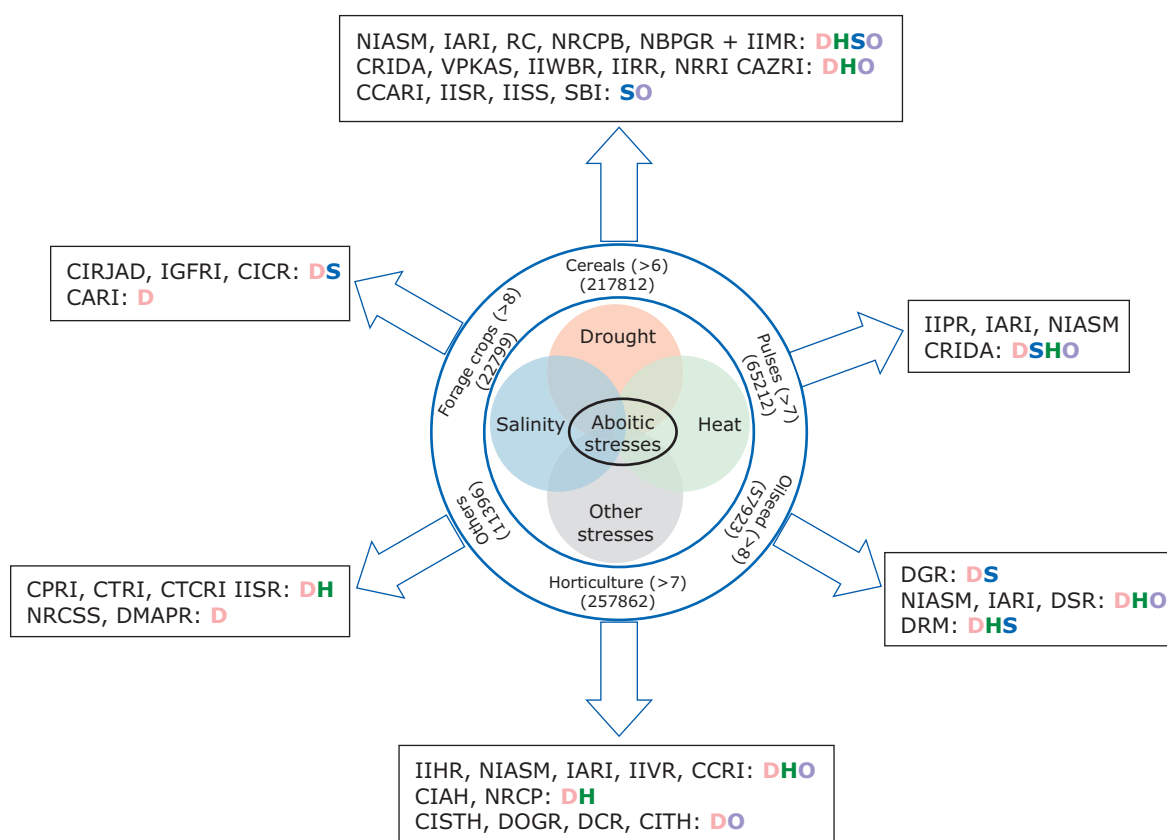 NIASM, IARI, RC, NRCPB, NBPGR + IIMR: DHSO
CRIDA, VPKAS, IIWBR, IIRR, NRRI CAZRI: DHO
CCARI, IISR, IISS, SBI: SO
CIRJAD, IGFRI, CICR: DS
CARI: D
Cereals (>6)
(217812)
Forage crops (>8)
(22799)
Pulses (>7)
(65212)
IIPR, IARI, NIASM
CRIDA: DSHO
Drought
Salinity
Aboitic
stresses
Heat
Other
stresses
Others
(11396)
Oilseed (>8)
(57923)
Horticulture (>7)
(257862)
CPRI, CTRI, CTCRI IISR: DH
NRCSS, DMAPR: D
DGR: DS
NIASM, IARI, DSR: DHO
DRM: DHS
IIHR, NIASM, IARI, IIVR, CCRI: DHO
CIAH, NRCP: DH
CISTH, DOGR, DCR, CITH: DO